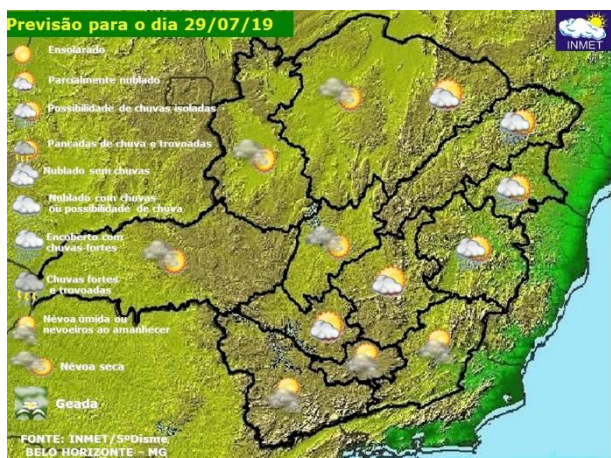 Previsão para o dia 29/07/19
INMET
Ensolarado
Parcialmente nublado
Possibilidade de chuvas isoladas
Pancadas de chuva e trovoadas
Nublado sem chuvas
Nublado com chuvas
ou possibilidade de chuva
Encoberto com
chuvas fortes
Chuvas fortes
e trovoadas
Névoa úmida ou
nevoeiros ao amanhecer
Névoa seca
Geada
FONTE: INMET/5ºDisme
BELO HORIZONTE - MG